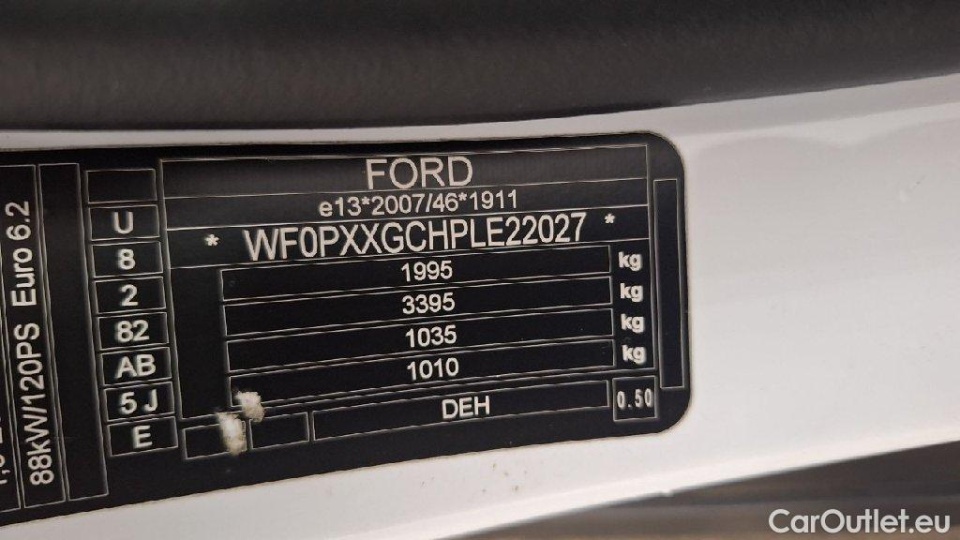 FORD
e13*2007/46*1911
* WF0PXXGCHPLE22027 *
1995 kg
3395 kg
1035 kg
1010 kg
DEH
0.50
U
8
2
82
AB
5 J
E
88kW/120PS Euro 6.2
CarOutlet.eu